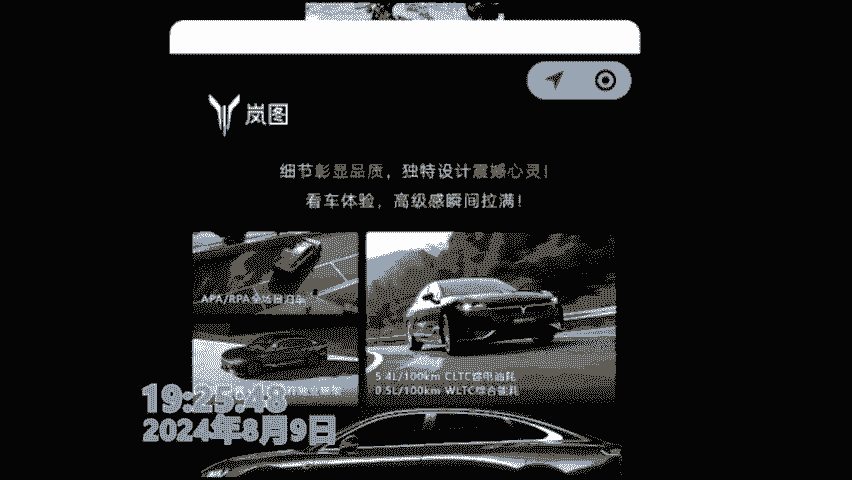 岚图
细节彰显品质，独特设计震撼心灵！
看车体验，高级感瞬间拉满！
APA/RPA全场景泊车
5.4L/100km CLTC馈电油耗
0.5L/100km WLTC综合能耗
19:25:48
2024年8月9日